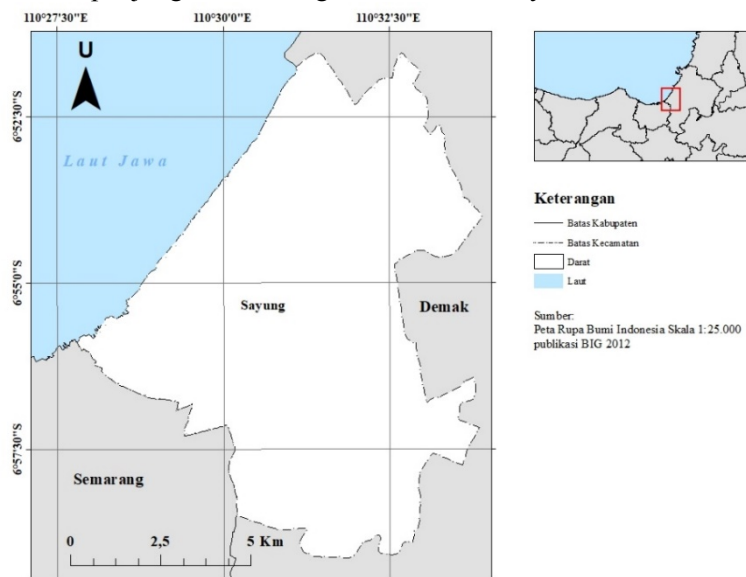 110°27'30"E 110°30'0"E 110°32'30"E
U
6°52'30"S
Laut Jawa
6°55'0"S
Sayung
Demak
6°57'30"S
Semarang
0 2,5 5 Km
Keterangan
Batas Kabupaten
Batas Kecamatan
Darat
Laut
Sumber:
Peta Rupa Bumi Indonesia Skala 1:25.000
publikasi BIG 2012